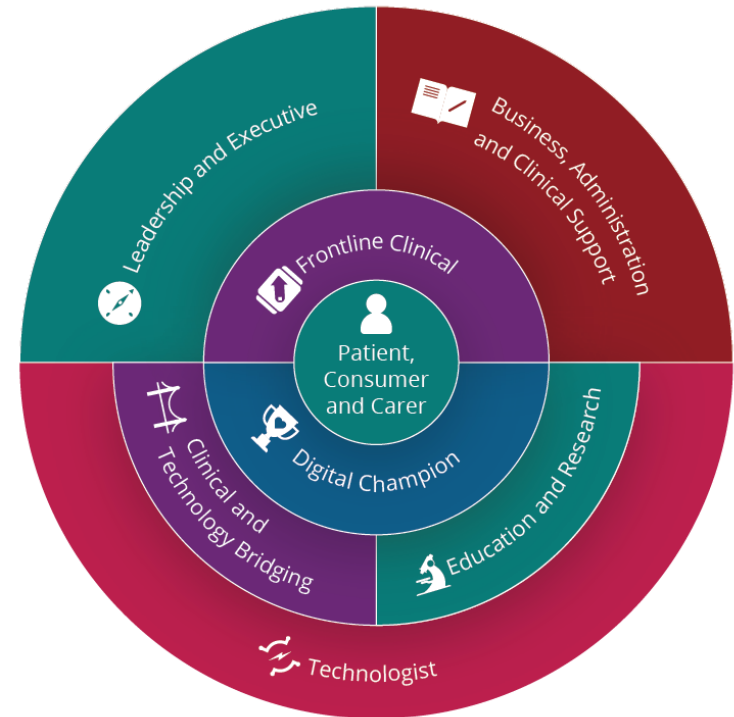 Leadership and Executive
Business, Administration
and Clinical Support
Frontline Clinical
Patient,
Consumer
and Carer
Digital Champion
Clinical and
Technology Bridging
Education and Research
Technologist